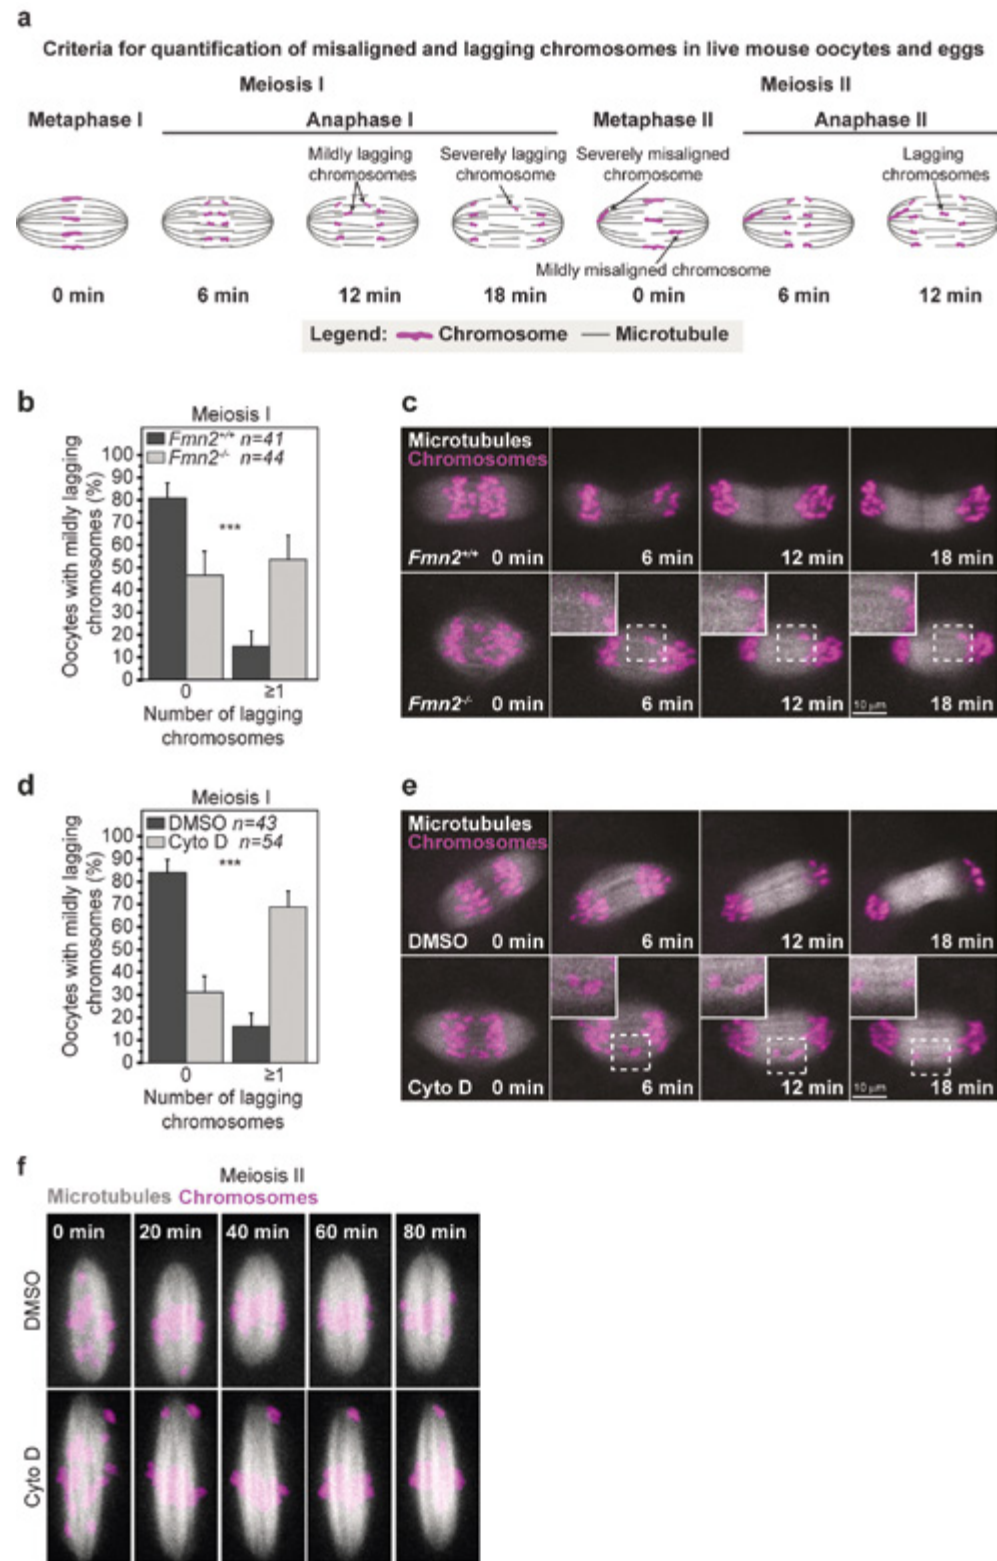 a
Criteria for quantification of misaligned and lagging chromosomes in live mouse oocytes and eggs
Meiosis I
Meiosis II
Metaphase I
Anaphase I
Metaphase II
Anaphase II
Mildly lagging chromosomes
Severely lagging chromosome
Severely misaligned chromosome
Lagging chromosomes
Mildly misaligned chromosome
0 min
6 min
12 min
18 min
0 min
6 min
12 min
Legend: Chromosome — Microtubule
b
Meiosis I
Fmn2+/+ n=41
Fmn2-/- n=44
Oocytes with mildly lagging chromosomes (%)
100
90
80
70
60
50
40
30
20
10
0
***
0
≥1
Number of lagging chromosomes
c
Microtubules
Chromosomes
Fmn2+/+ 0 min
6 min
12 min
18 min
Fmn2-/- 0 min
6 min
12 min
10 µm
18 min
d
Meiosis I
DMSO n=43
Cyto D n=54
Oocytes with mildly lagging chromosomes (%)
100
90
80
70
60
50
40
30
20
10
0
***
0
≥1
Number of lagging chromosomes
e
Microtubules
Chromosomes
DMSO 0 min
6 min
12 min
18 min
Cyto D 0 min
6 min
12 min
10 µm
18 min
f
Meiosis II
Microtubules Chromosomes
0 min
20 min
40 min
60 min
80 min
DMSO
Cyto D